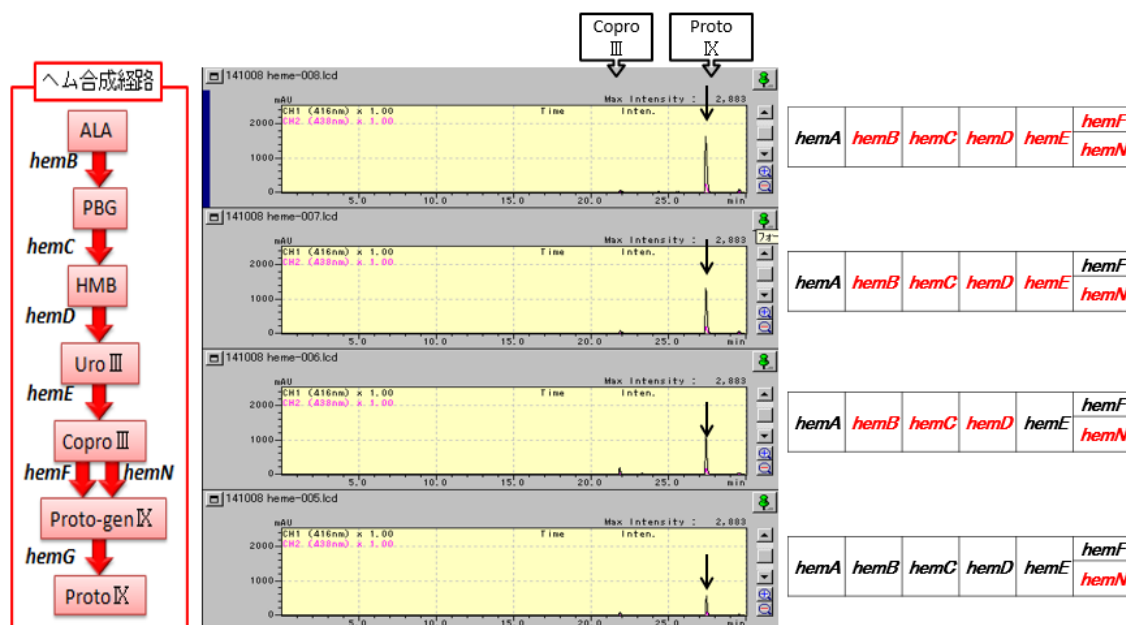 Copro
Ⅲ
Proto
Ⅸ
ヘム合成経路
ALA
hemB
PBG
hemC
HMB
hemD
Uro Ⅲ
hemE
Copro Ⅲ
hemF
hemN
Proto-genⅨ
hemG
ProtoⅨ
141008 heme-008.lcd
mAU
Max Intensity : 2,883
CH1 (416nm) x 1.00
Time Inten.
CH2 (438nm) x 1.00
2000
1000
0
5.0 10.0 15.0 20.0 25.0 min
hemA hemB hemC hemD hemE hemF
hemN
141008 heme-007.lcd
フォー
mAU
Max Intensity : 2,883
CH1 (416nm) x 1.00
Time Inten.
CH2 (438nm) x 1.00
2000
1000
0
5.0 10.0 15.0 20.0 25.0 min
hemA hemB hemC hemD hemE hemF
hemN
141008 heme-006.lcd
mAU
Max Intensity : 2,883
CH1 (416nm) x 1.00
Time Inten.
CH2 (438nm) x 1.00
2000
1000
0
5.0 10.0 15.0 20.0 25.0 min
hemA hemB hemC hemD hemE hemF
hemN
141008 heme-005.lcd
mAU
Max Intensity : 2,883
CH1 (416nm) x 1.00
Time Inten.
CH2 (438nm) x 1.00
2000
1000
0
5.0 10.0 15.0 20.0 25.0 min
hemA hemB hemC hemD hemE hemF
hemN